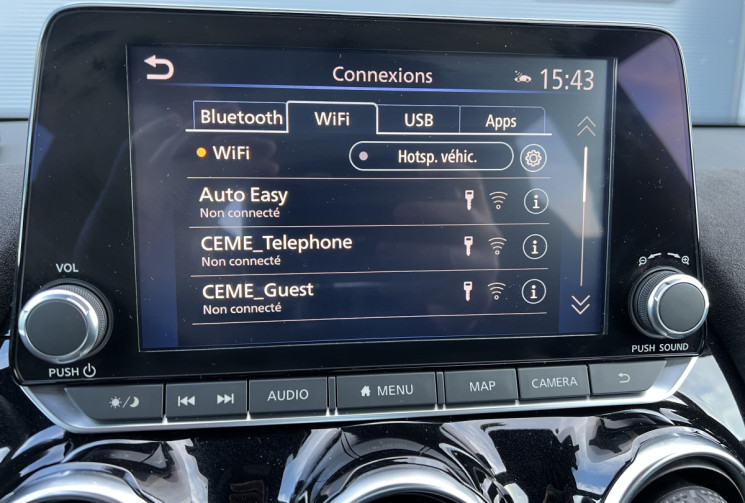 Connexions
15:43
Bluetooth WiFi USB Apps
WiFi Hotsp. véhic.
Auto Easy
Non connecté
CEME_Telephone
Non connecté
CEME_Guest
Non connecté
VOL
PUSH
PUSH SOUND
AUDIO MENU MAP CAMERA